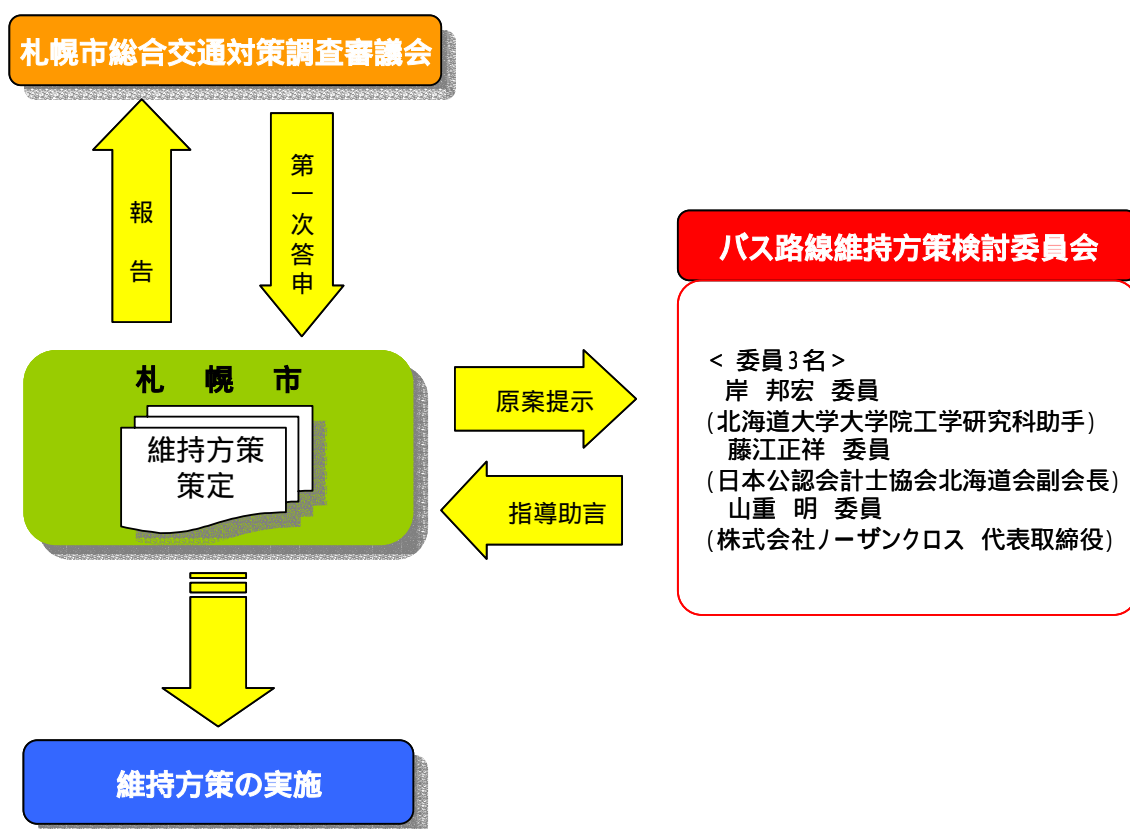 札幌市総合交通対策調査審議会
報告
第一次答申
札幌市
維持方策
策定
原案提示
指導助言
バス路線維持方策検討委員会
< 委員3名>
岸 邦宏 委員
(北海道大学大学院工学研究科助手)
藤江正祥 委員
(日本公認会計士協会北海道会副会長)
山重 明 委員
(株式会社ノーザンクロス 代表取締役)
維持方策の実施